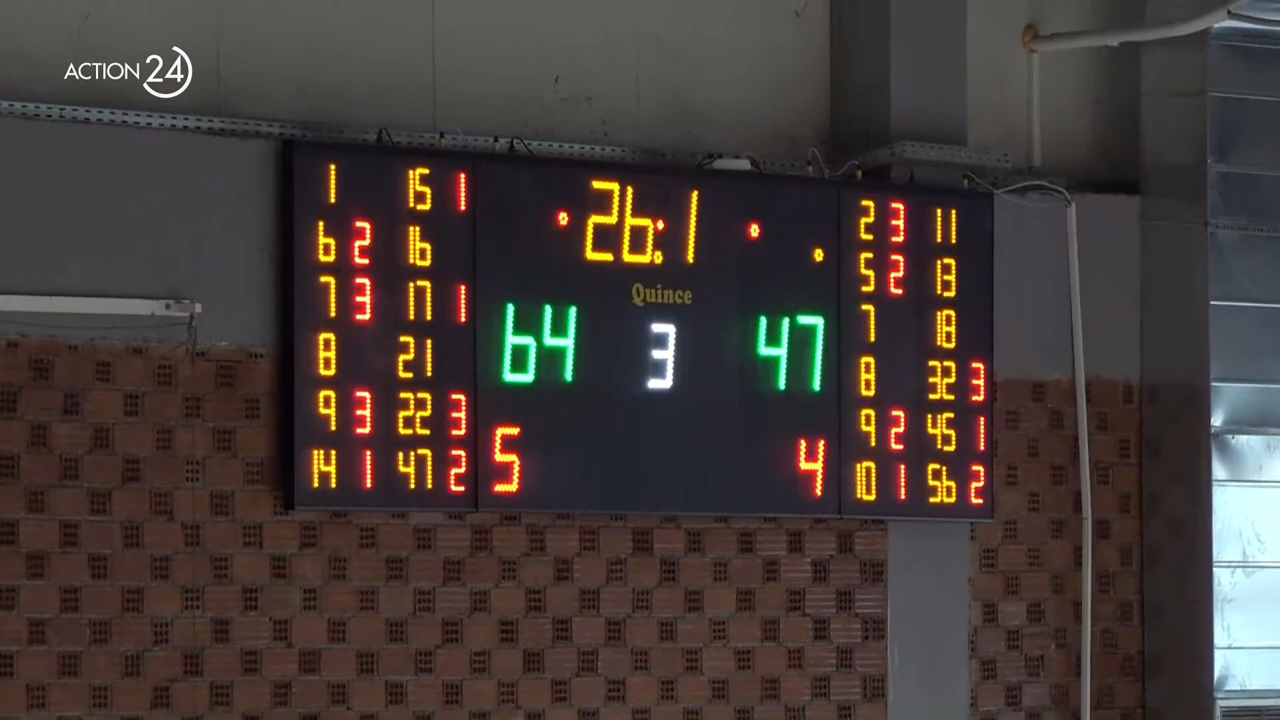 ACTION 24
1 15 1
6 2 16
7 3 17 1
8 21
9 3 22 3
14 1 47 2
26:1
Quince
64 3 47
5 4
2 3 11
5 2 13
7 18
8 32 3
9 2 45 1
10 1 56 2